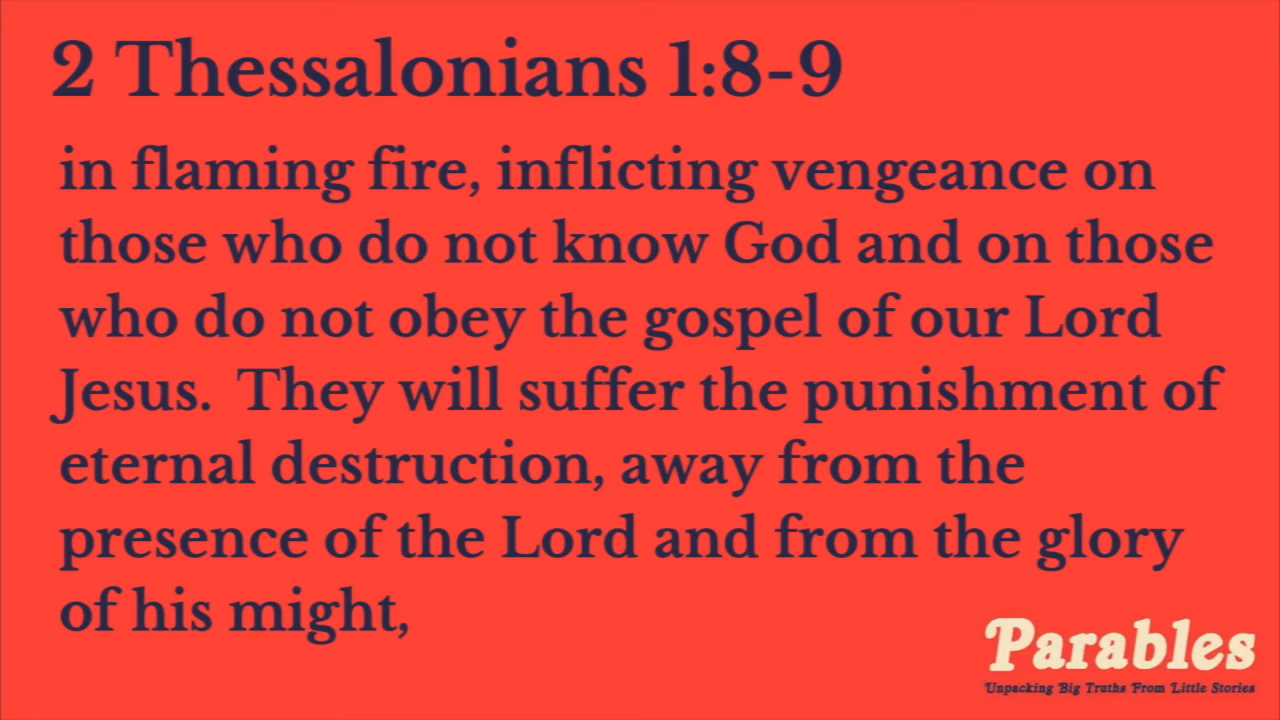 2 Thessalonians 1:8-9
in flaming fire, inflicting vengeance on
those who do not know God and on those
who do not obey the gospel of our Lord
Jesus.  They will suffer the punishment of
eternal destruction, away from the
presence of the Lord and from the glory
of his might,
Parables
Unpacking Big Truths From Little Stories